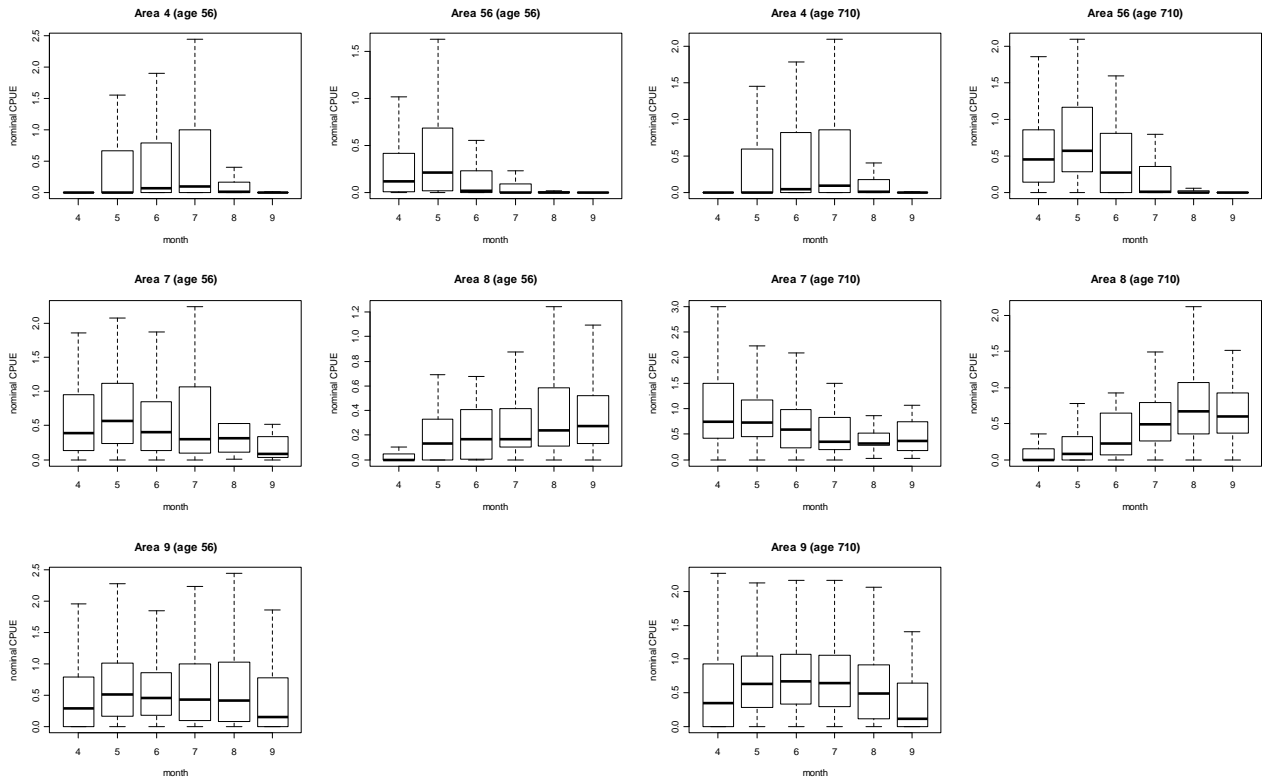 Area 4 (age 56)
nominal CPUE
0.0 0.5 1.0 1.5 2.0 2.5
4 5 6 7 8 9
month
Area 56 (age 56)
nominal CPUE
0.0 0.5 1.0 1.5
4 5 6 7 8 9
month
Area 4 (age 710)
nominal CPUE
0.0 0.5 1.0 1.5 2.0
4 5 6 7 8 9
month
Area 56 (age 710)
nominal CPUE
0.0 0.5 1.0 1.5 2.0
4 5 6 7 8 9
month
Area 7 (age 56)
nominal CPUE
0.0 0.5 1.0 1.5 2.0
4 5 6 7 8 9
month
Area 8 (age 56)
nominal CPUE
0.0 0.2 0.4 0.6 0.8 1.0 1.2
4 5 6 7 8 9
month
Area 7 (age 710)
nominal CPUE
0.0 0.5 1.0 1.5 2.0 2.5 3.0
4 5 6 7 8 9
month
Area 8 (age 710)
nominal CPUE
0.0 0.5 1.0 1.5 2.0
4 5 6 7 8 9
month
Area 9 (age 56)
nominal CPUE
0.0 0.5 1.0 1.5 2.0 2.5
4 5 6 7 8 9
month
Area 9 (age 710)
nominal CPUE
0.0 0.5 1.0 1.5 2.0
4 5 6 7 8 9
month